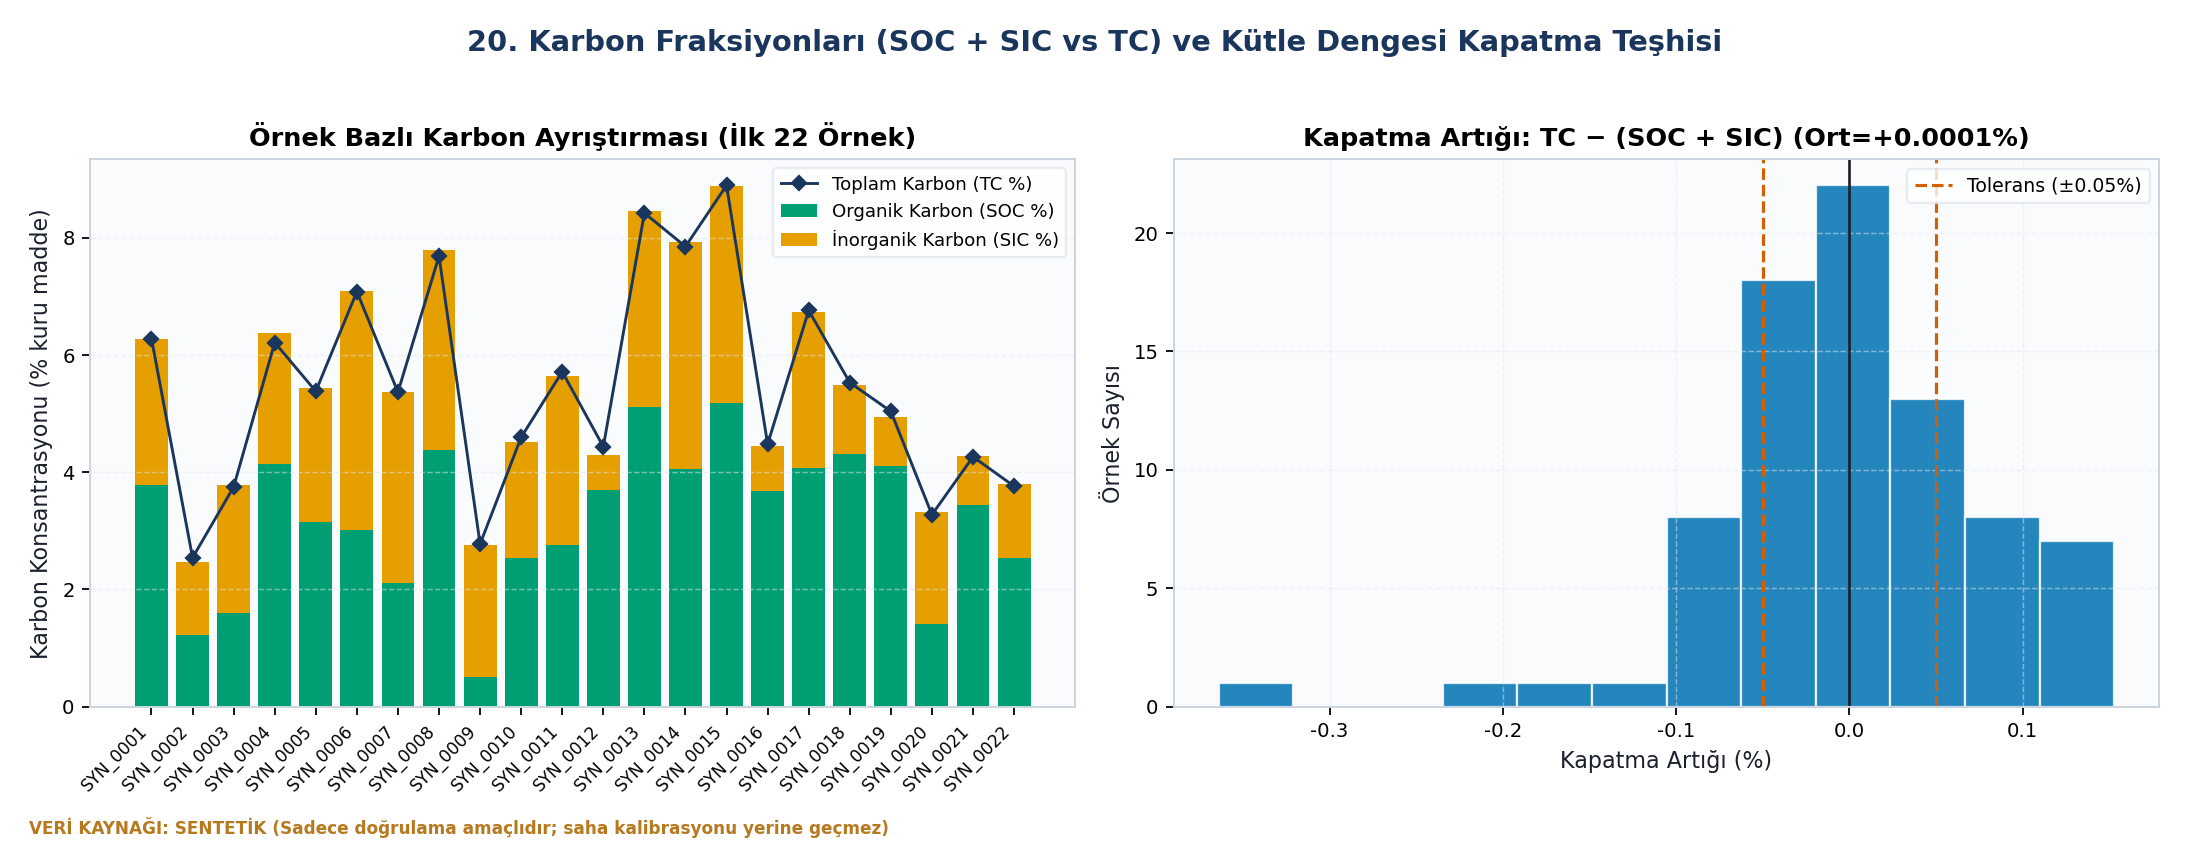 20. Karbon Fraksiyonları (SOC + SIC vs TC) ve Kütle Dengesi Kapatma Teşhisi
Örnek Bazlı Karbon Ayrıştırması (İlk 22 Örnek)
Karbon Konsantrasyonu (% kuru madde)
8
6
4
2
0
Toplam Karbon (TC %)
Organik Karbon (SOC %)
İnorganik Karbon (SIC %)
SYN_0001
SYN_0002
SYN_0003
SYN_0004
SYN_0005
SYN_0006
SYN_0007
SYN_0008
SYN_0009
SYN_0010
SYN_0011
SYN_0012
SYN_0013
SYN_0014
SYN_0015
SYN_0016
SYN_0017
SYN_0018
SYN_0019
SYN_0020
SYN_0021
SYN_0022
Kapatma Artığı: TC − (SOC + SIC) (Ort=+0.0001%)
Örnek Sayısı
20
15
10
5
0
Tolerans (±0.05%)
-0.3
-0.2
-0.1
0.0
0.1
Kapatma Artığı (%)
VERİ KAYNAĞI: SENTETİK (Sadece doğrulama amaçlıdır; saha kalibrasyonu yerine geçmez)